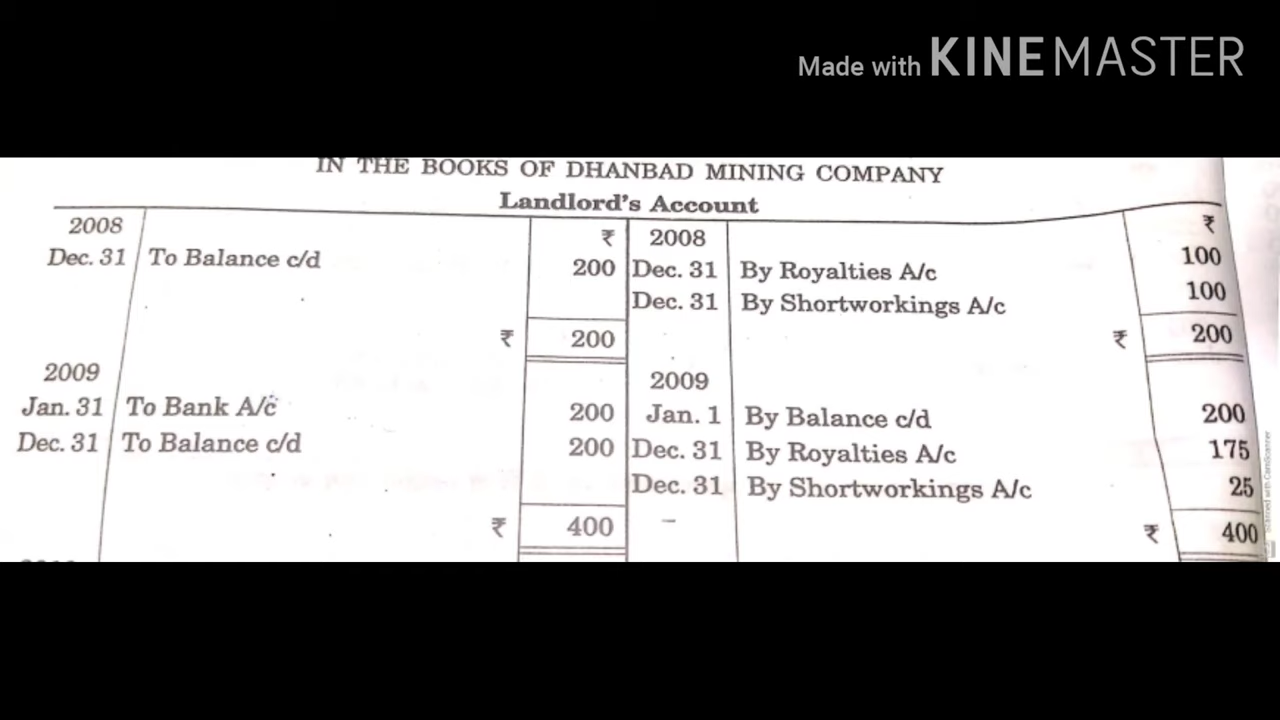 Made with KINEMASTER
IN THE BOOKS OF DHANBAD MINING COMPANY
Landlord's Account
2008 ₹ 2008 ₹
Dec. 31 To Balance c/d 200 Dec. 31 By Royalties A/c 100
Dec. 31 By Shortworkings A/c 100
₹ 200 ₹ 200
2009 2009
Jan. 31 To Bank A/c 200 Jan. 1 By Balance c/d 200
Dec. 31 To Balance c/d 200 Dec. 31 By Royalties A/c 175
Dec. 31 By Shortworkings A/c 25
₹ 400 ₹ 400
Scanned with CamScanner